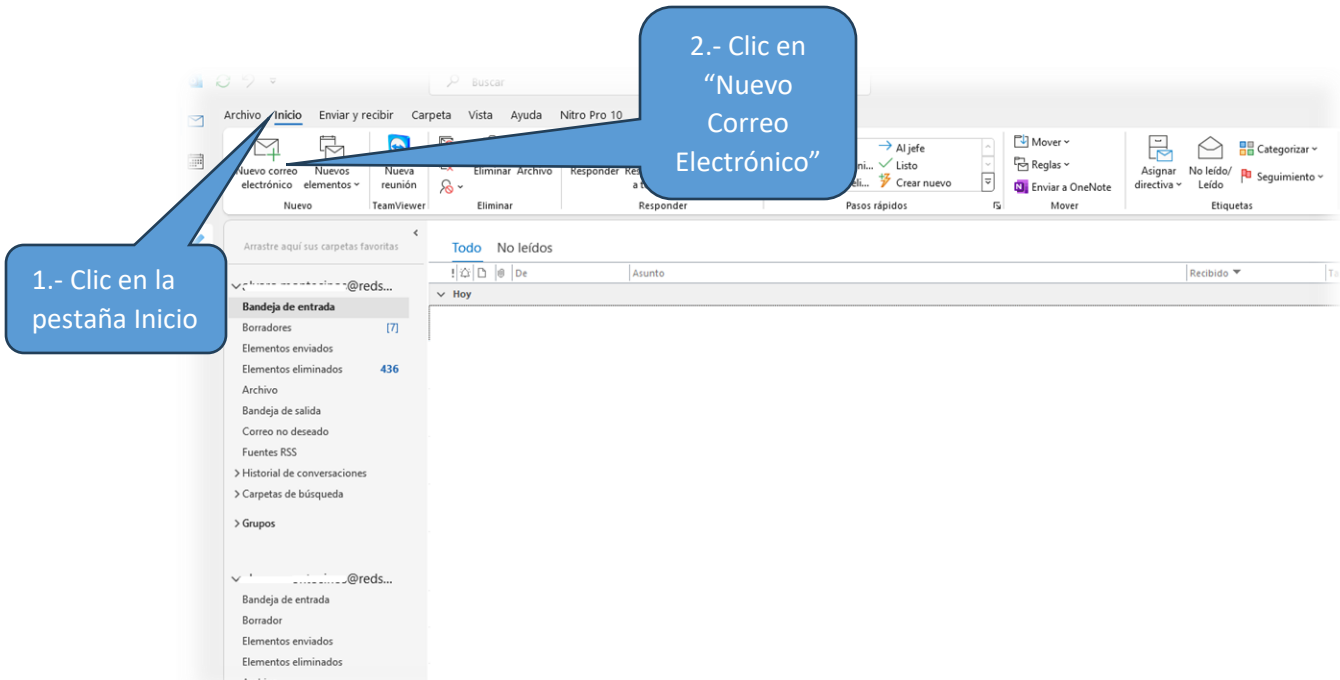 2.- Clic en
“Nuevo
Correo
Electrónico”
Buscar
Archivo Inicio Enviar y recibir Carpeta Vista Ayuda Nitro Pro 10
Nuevo correo
electrónico
Nuevos
elementos
Nueva
reunión
Eliminar Archivo
Responder
Al jefe
Listo
Crear nuevo
Mover
Reglas
Enviar a OneNote
Asignar
directiva
No leído/
Leído
Categorizar
Seguimiento
Nuevo TeamViewer Eliminar Responder Pasos rápidos Mover Etiquetas
1.- Clic en la
pestaña Inicio
Arrastre aquí sus carpetas favoritas
@reds...
Bandeja de entrada
Borradores [7]
Elementos enviados
Elementos eliminados 436
Archivo
Bandeja de salida
Correo no deseado
Fuentes RSS
Historial de conversaciones
Carpetas de búsqueda
Grupos
@reds...
Bandeja de entrada
Borrador
Elementos enviados
Elementos eliminados
Todo No leídos
De Asunto Recibido
Hoy